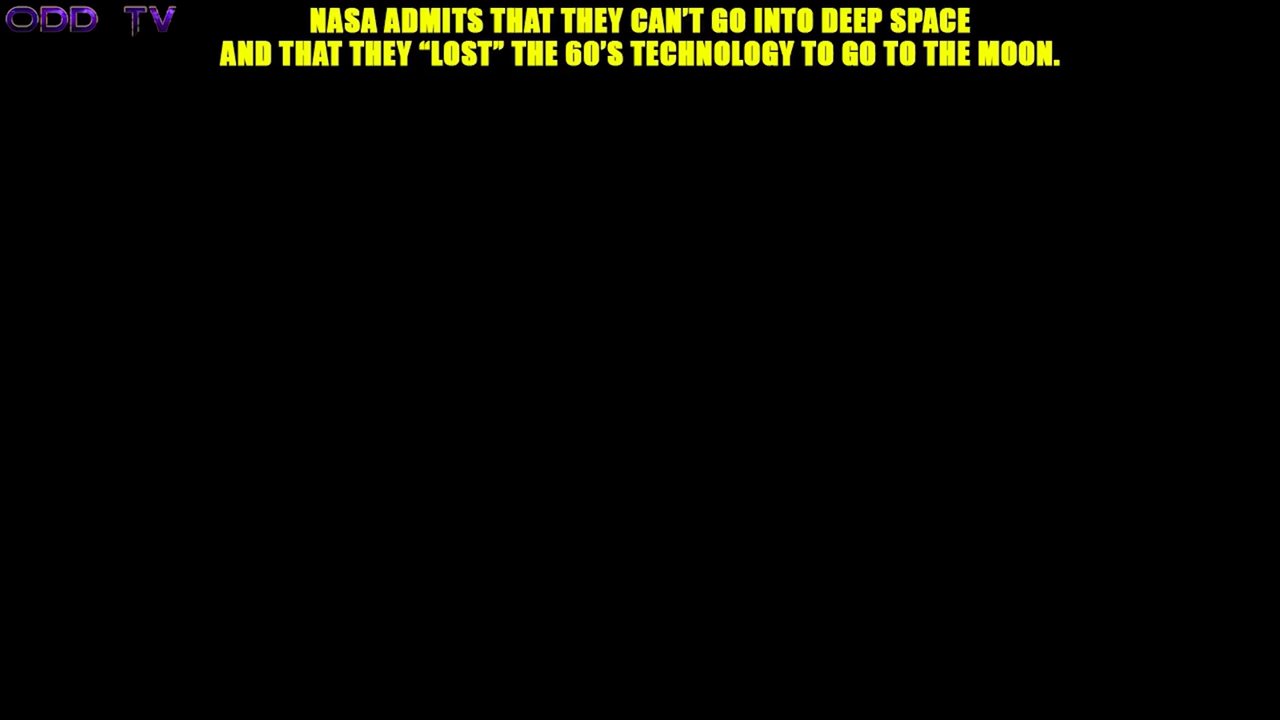 ODD TV
NASA ADMITS THAT THEY CAN’T GO INTO DEEP SPACE
AND THAT THEY “LOST” THE 60’S TECHNOLOGY TO GO TO THE MOON.